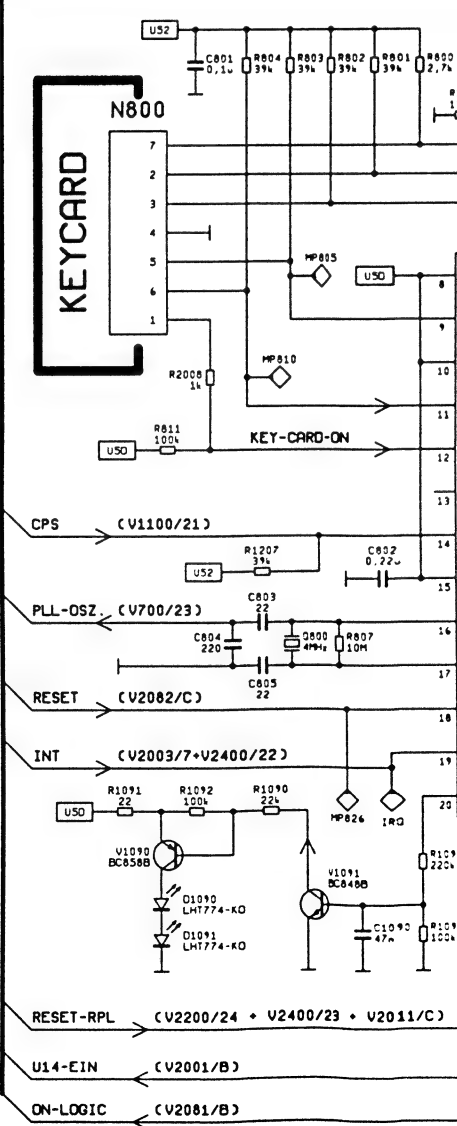 U52
C801 R804 R803 R802 R801 R800
0,1u 39k 39k 39k 39k 2,7k
N800
KEYCARD
7
2
3
4
5
6
1
MP805
U5D
8
9
10
MP810
R2008
1k
11
R811
100k
KEY-CARD-ON
U5D
12
13
CPS (V1100/21)
14
R1207
39k
U52
C802
0,22u
15
PLL-OSZ. (V700/23)
C803
22
16
C804
220
Q800
4MHz
R807
10M
C805
22
17
RESET (V2082/C)
18
INT (V2003/7+V2400/22)
19
U5D
R1091
22
R1092
100k
R1090
22k
MP826
IRQ
20
V1090
BC858B
V1091
BC848B
220k
D1090
LHT774-KO
D1091
LHT774-KO
C1090
47n
100k
RESET-RPL (V2200/24 + V2400/23 + V2011/C)
U14-EIN (V2001/B)
ON-LOGIC (V2081/B)